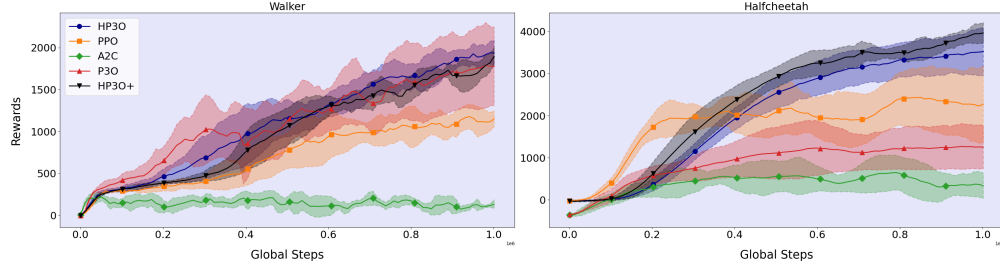 Walker
HP3O
PPO
A2C
P3O
HP3O+
Rewards
2000
1500
1000
500
0
0.0 0.2 0.4 0.6 0.8 1.0
1e6
Global Steps
Halfcheetah
4000
3000
2000
1000
0
0.0 0.2 0.4 0.6 0.8 1.0
1e6
Global Steps